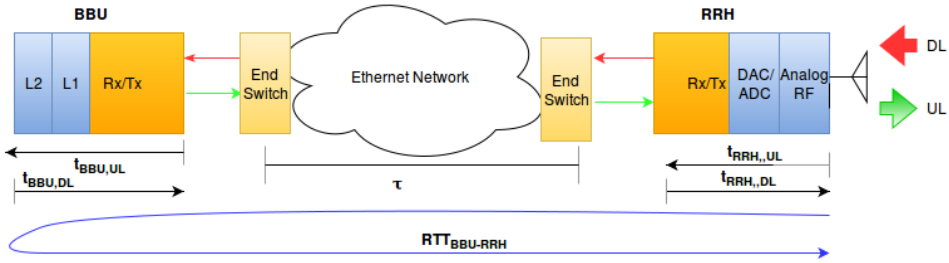 BBU
RRH
L2
L1
Rx/Tx
End
Switch
Ethernet Network
End
Switch
Rx/Tx
DAC/
ADC
Analog
RF
DL
UL
tBBU,UL
tBBU,DL
τ
tRRH,,UL
tRRH,,DL
RTTBBU-RRH